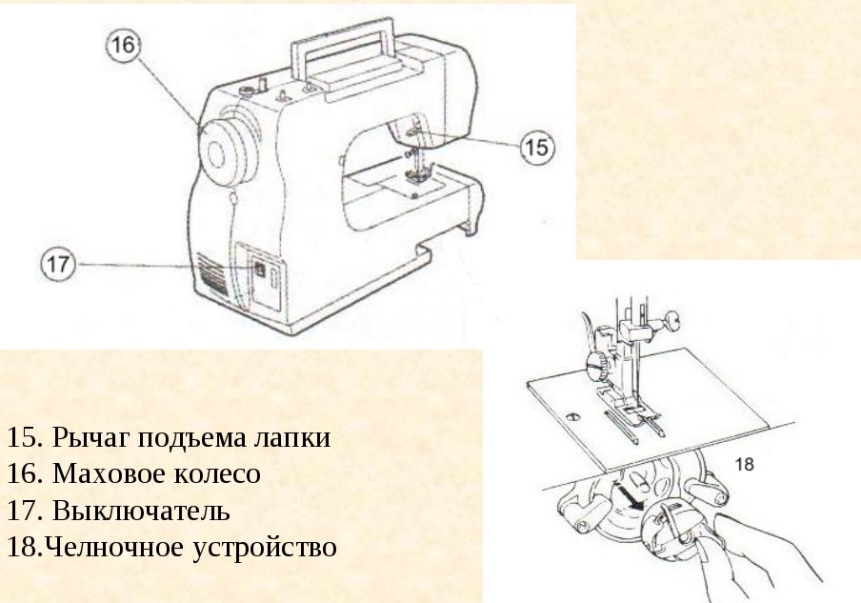 16
15
17
18
15. Рычаг подъема лапки
16. Маховое колесо
17. Выключатель
18.Челночное устройство